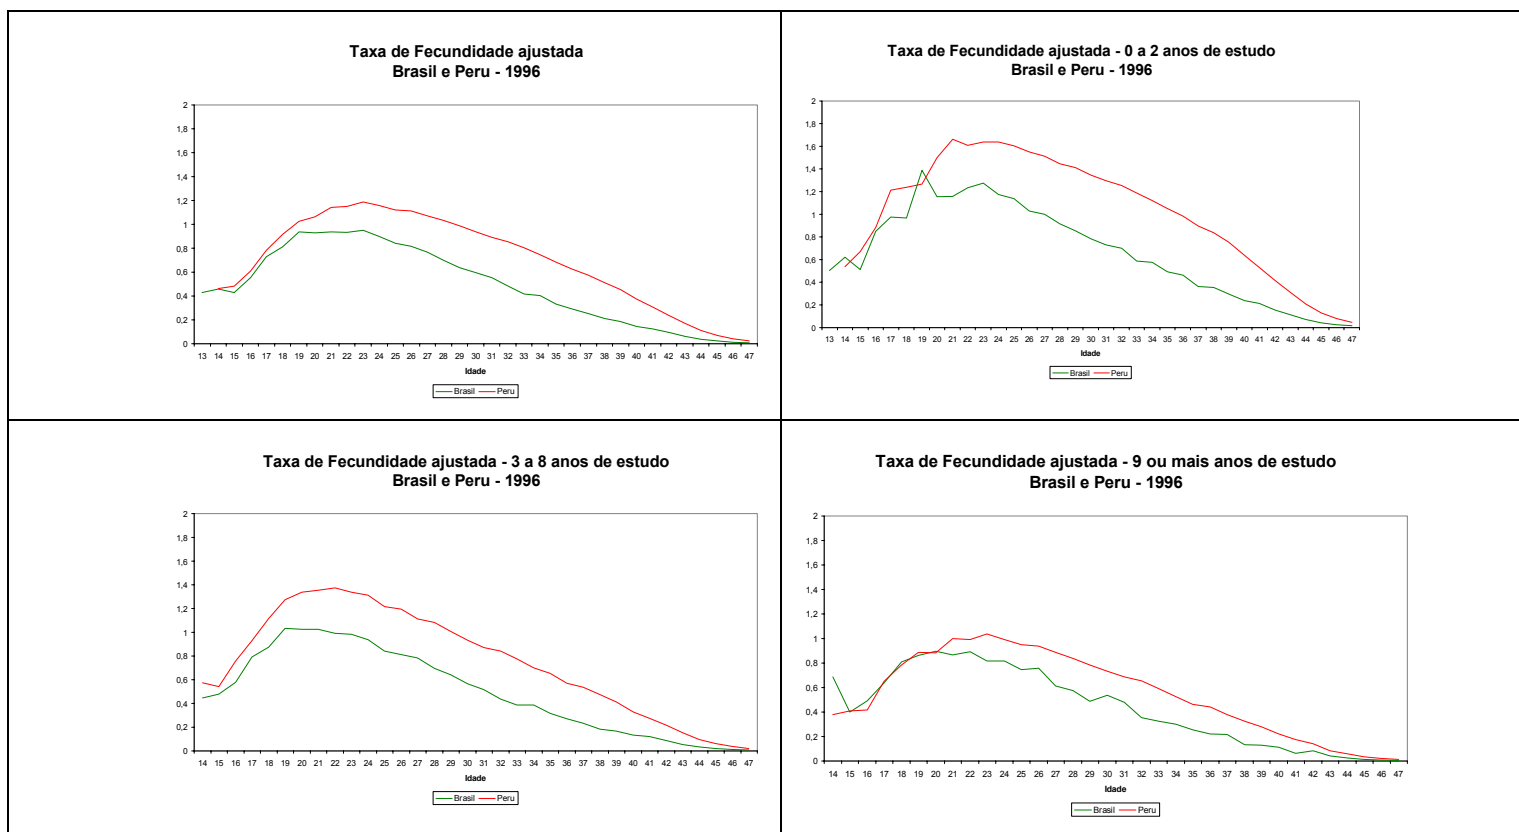 Taxa de Fecundidade ajustada
Brasil e Peru - 1996
2
1,8
1,6
1,4
1,2
1
0,8
0,6
0,4
0,2
0
13 14 15 16 17 18 19 20 21 22 23 24 25 26 27 28 29 30 31 32 33 34 35 36 37 38 39 40 41 42 43 44 45 46 47
Idade
Brasil Peru
Taxa de Fecundidade ajustada - 0 a 2 anos de estudo
Brasil e Peru - 1996
2
1,8
1,6
1,4
1,2
1
0,8
0,6
0,4
0,2
0
13 14 15 16 17 18 19 20 21 22 23 24 25 26 27 28 29 30 31 32 33 34 35 36 37 38 39 40 41 42 43 44 45 46 47
Idade
Brasil Peru
Taxa de Fecundidade ajustada - 3 a 8 anos de estudo
Brasil e Peru - 1996
2
1,8
1,6
1,4
1,2
1
0,8
0,6
0,4
0,2
0
14 15 16 17 18 19 20 21 22 23 24 25 26 27 28 29 30 31 32 33 34 35 36 37 38 39 40 41 42 43 44 45 46 47
Idade
Brasil Peru
Taxa de Fecundidade ajustada - 9 ou mais anos de estudo
Brasil e Peru - 1996
2
1,8
1,6
1,4
1,2
1
0,8
0,6
0,4
0,2
0
14 15 16 17 18 19 20 21 22 23 24 25 26 27 28 29 30 31 32 33 34 35 36 37 38 39 40 41 42 43 44 45 46 47
Idade
Brasil Peru